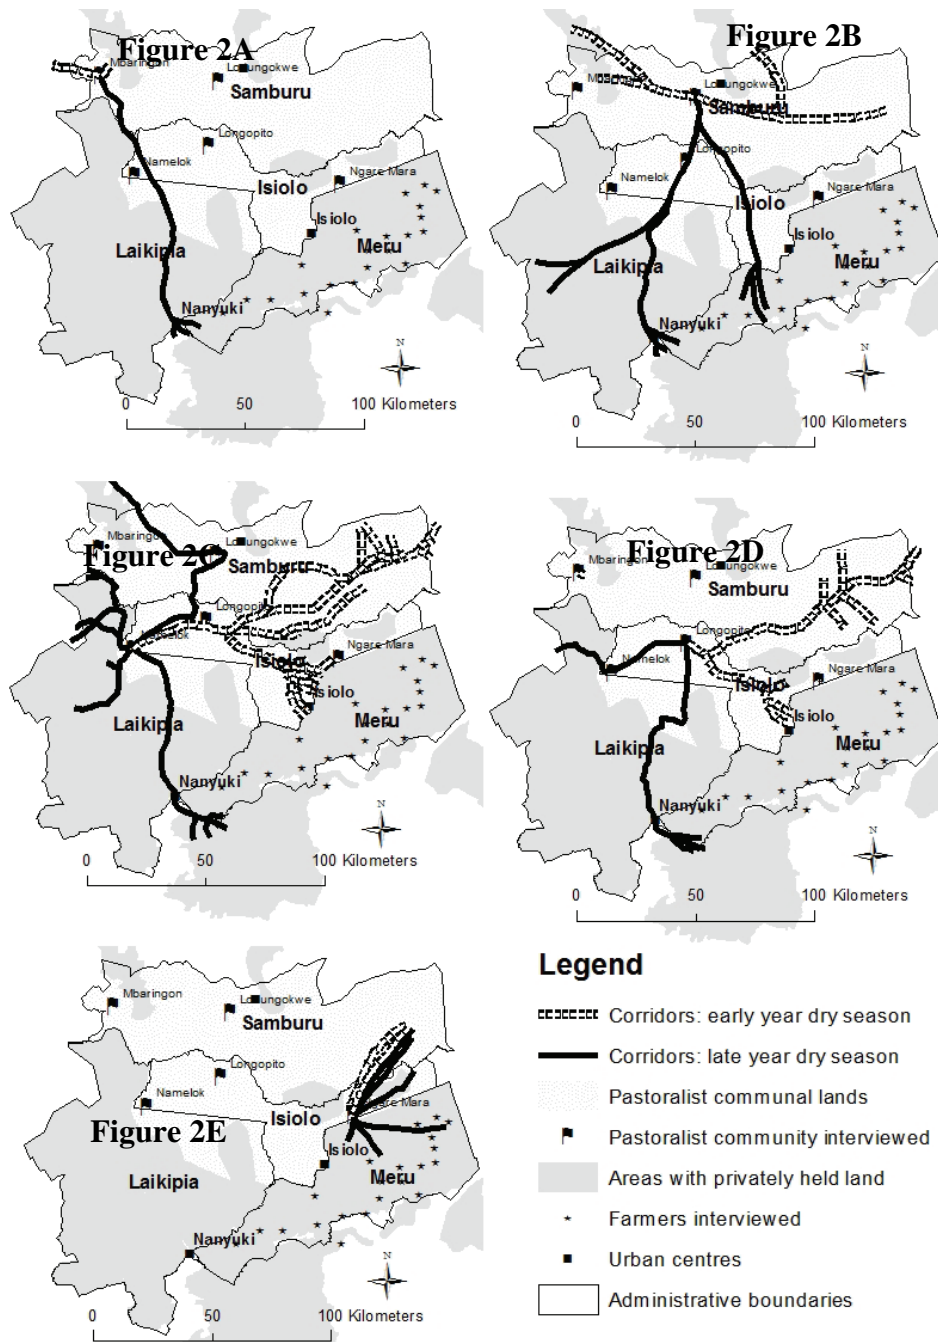 Figure 2A
Mbaringon
Samburu
Longopito
Namelok
Ngare Mara
Isiolo
Isiolo
Laikipia
Meru
Nanyuki
N
0 50 100 Kilometers
Figure 2B
Samburu
Longopito
Namelok
Ngare Mara
Isiolo
Isiolo
Laikipia
Meru
Nanyuki
N
0 50 100 Kilometers
Mbaringon
Figure 2C
Samburu
Longopito
Namelok
Ngare Mara
Isiolo
Isiolo
Laikipia
Meru
Nanyuki
N
0 50 100 Kilometers
Figure 2D
Mbaringon
Samburu
Longopito
Namelok
Ngare Mara
Isiolo
Isiolo
Laikipia
Meru
Nanyuki
N
0 50 100 Kilometers
Mbaringon
Samburu
Longopito
Namelok
Isiolo
Ngare Mara
Figure 2E
Isiolo
Laikipia
Meru
Nanyuki
N
0 50 100 Kilometers
Legend
Corridors: early year dry season
Corridors: late year dry season
Pastoralist communal lands
Pastoralist community interviewed
Areas with privately held land
Farmers interviewed
Urban centres
Administrative boundaries